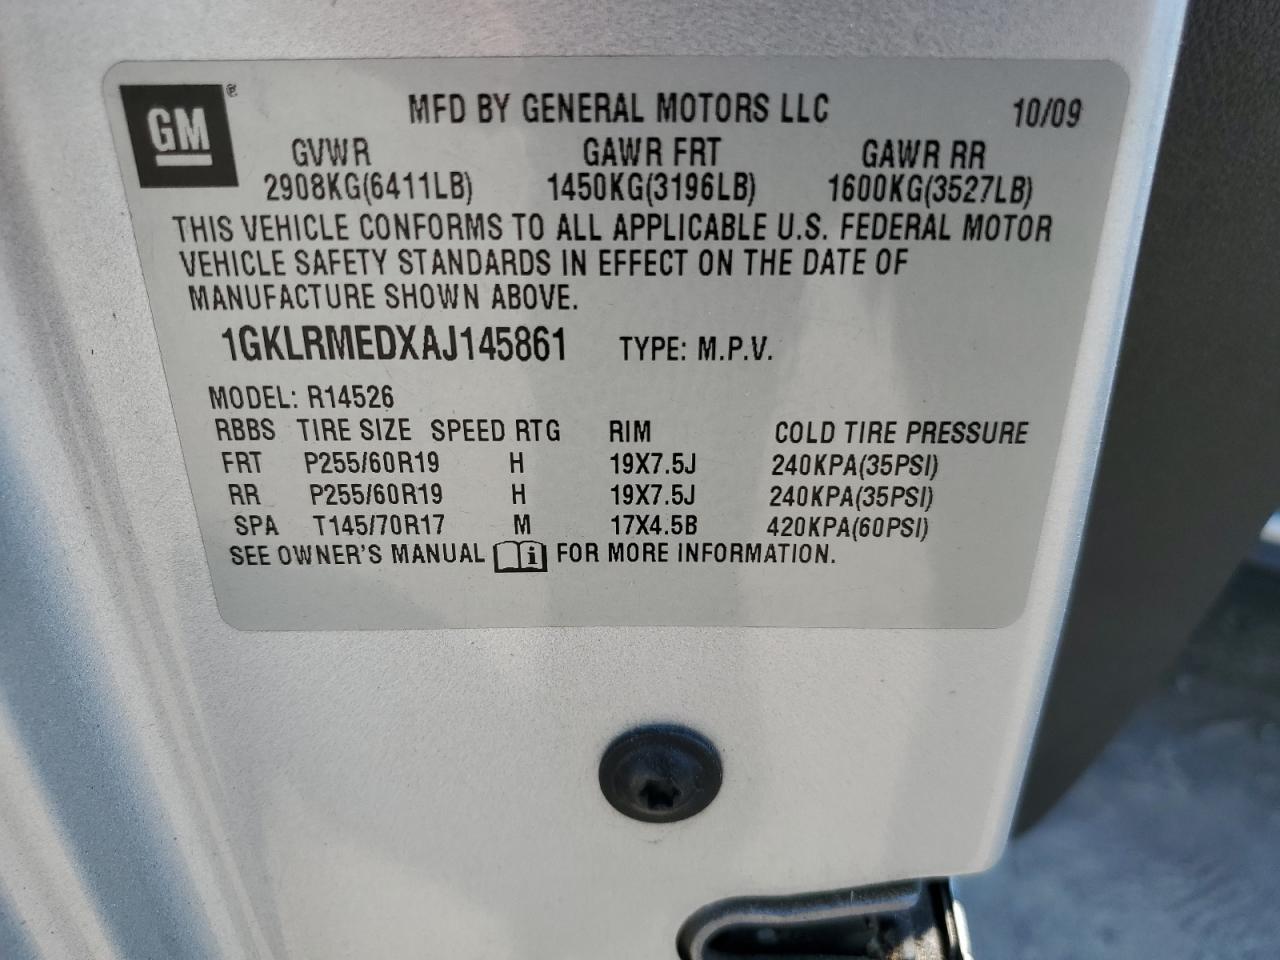 GM ®
MFD BY GENERAL MOTORS LLC 10/09
GVWR GAWR FRT GAWR RR
2908KG(6411LB) 1450KG(3196LB) 1600KG(3527LB)
THIS VEHICLE CONFORMS TO ALL APPLICABLE U.S. FEDERAL MOTOR
VEHICLE SAFETY STANDARDS IN EFFECT ON THE DATE OF
MANUFACTURE SHOWN ABOVE.
1GKLRMEDXAJ145861 TYPE: M.P.V.
MODEL: R14526
RBBS TIRE SIZE SPEED RTG RIM COLD TIRE PRESSURE
FRT P255/60R19 H 19X7.5J 240KPA(35PSI)
RR P255/60R19 H 19X7.5J 240KPA(35PSI)
SPA T145/70R17 M 17X4.5B 420KPA(60PSI)
SEE OWNER'S MANUAL i FOR MORE INFORMATION.